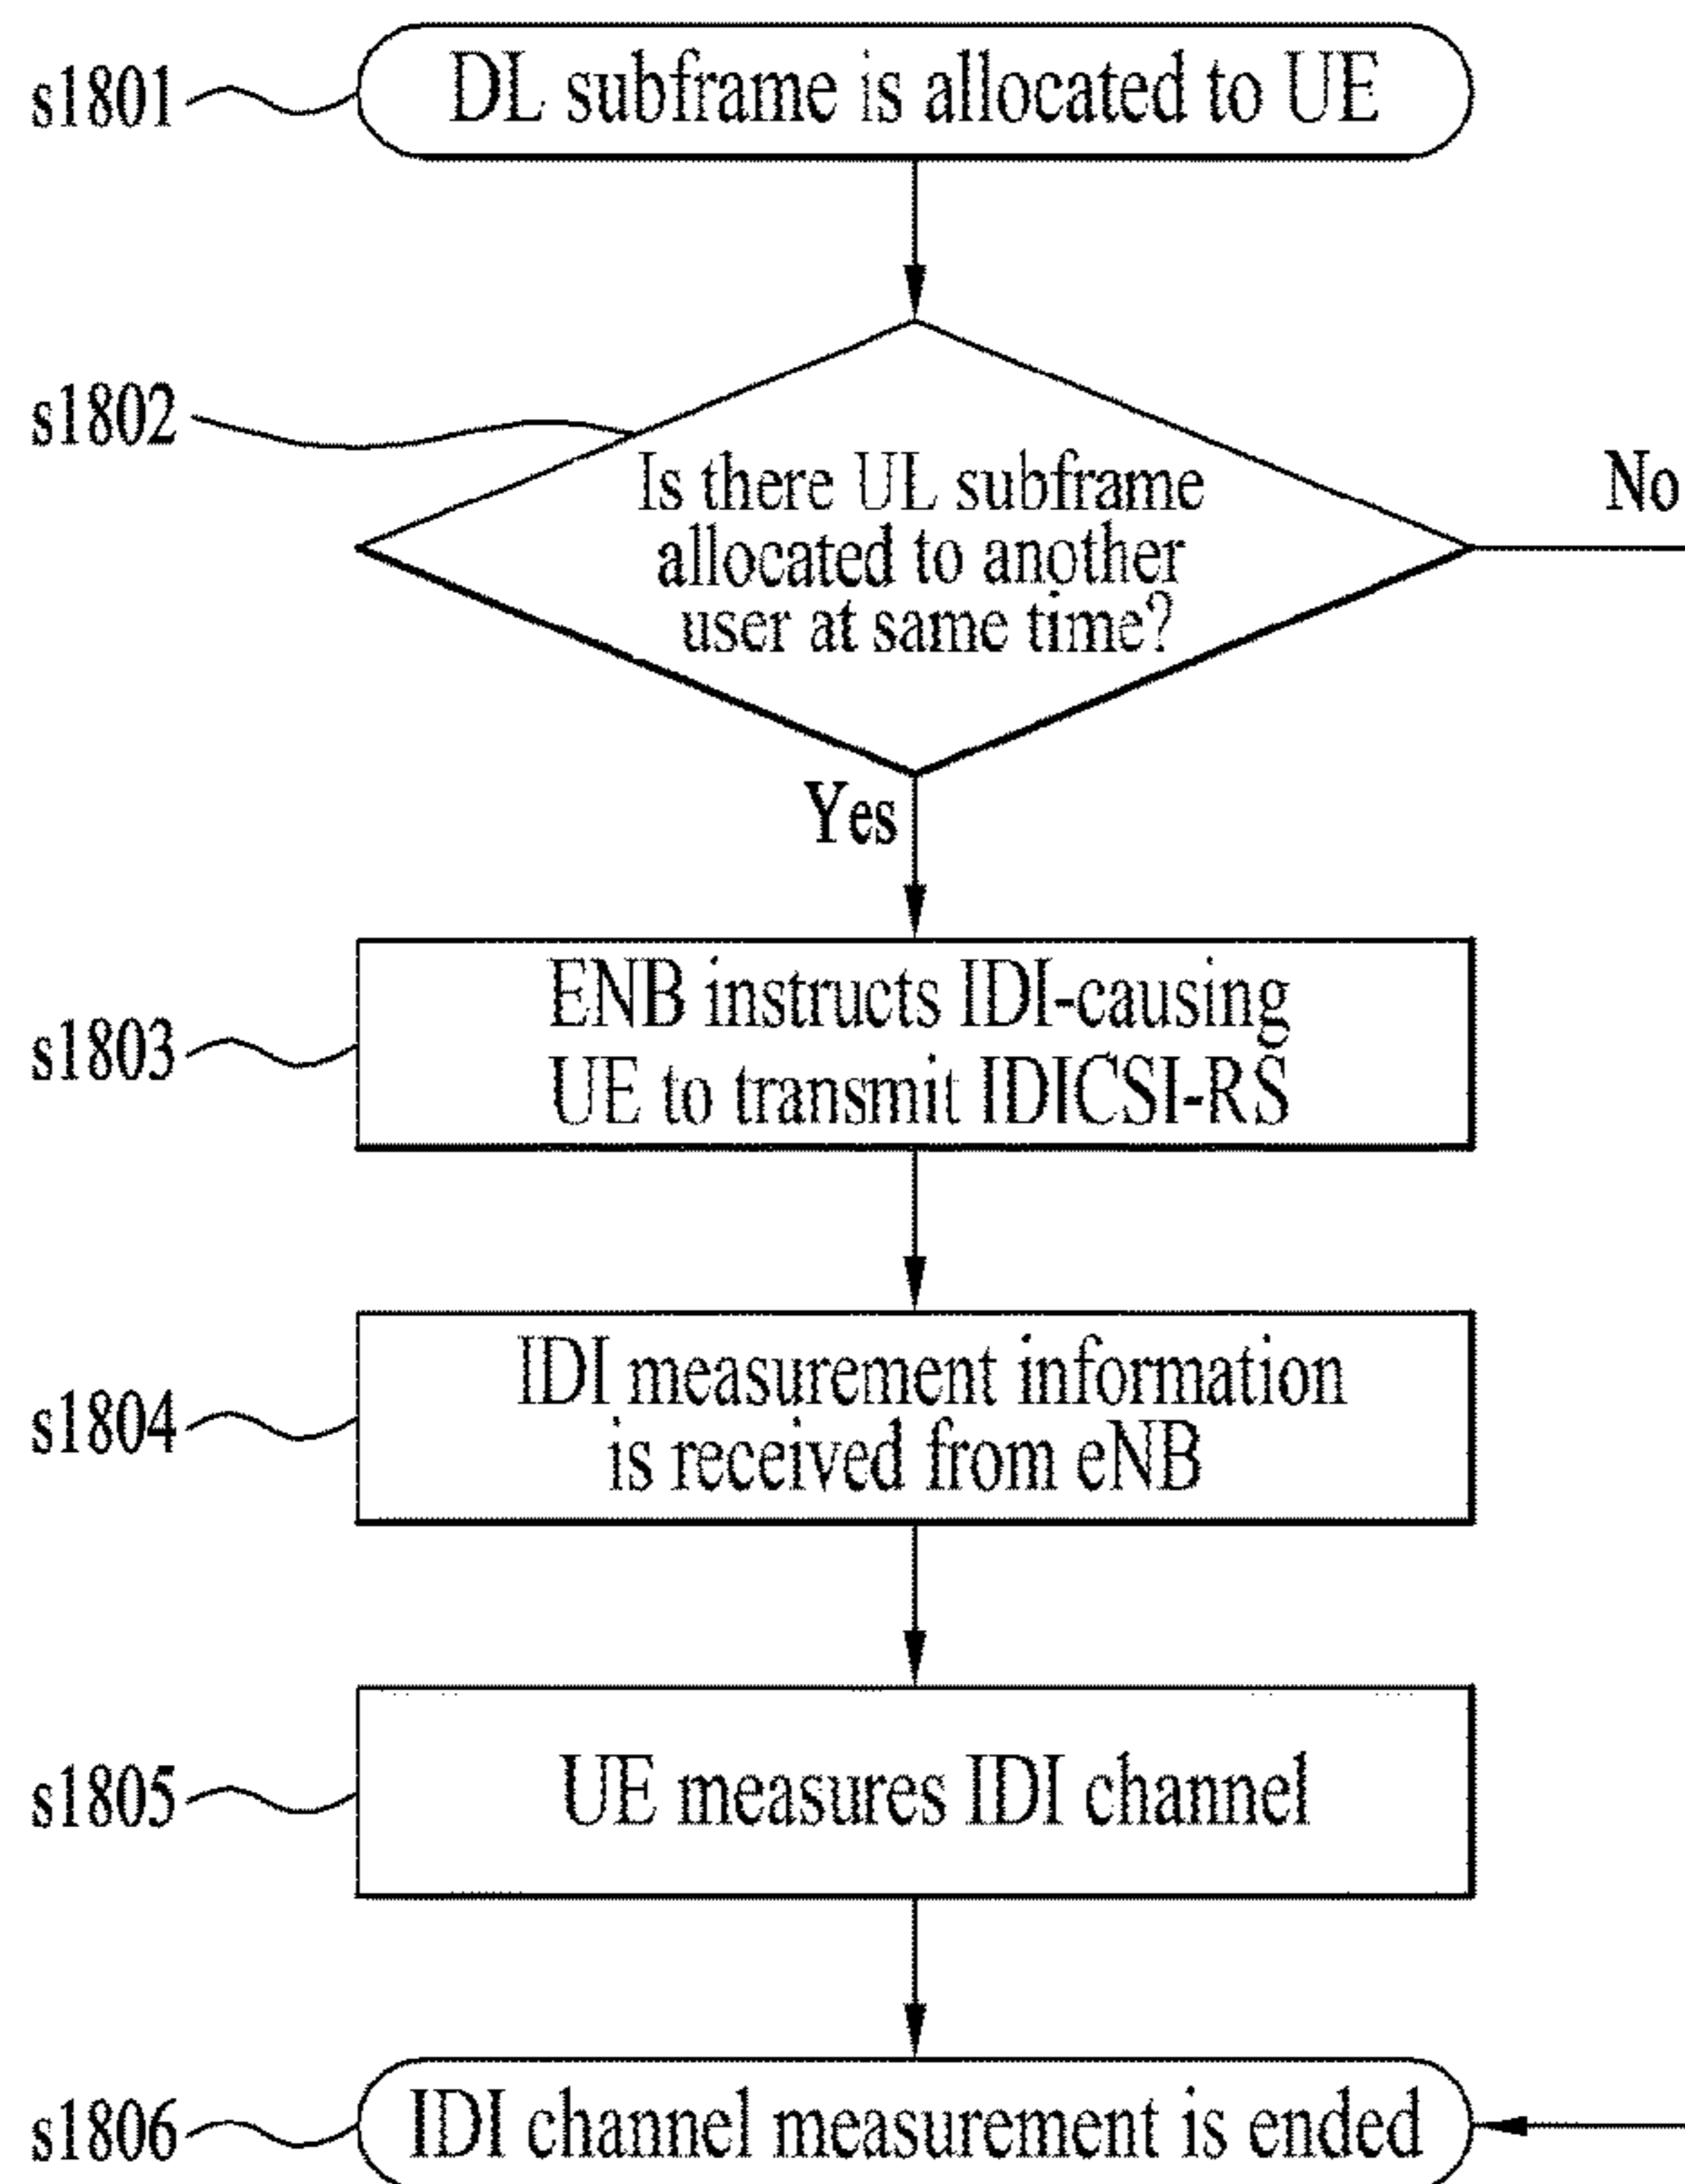 s1801
DL subframe is allocated to UE
s1802
Is there UL subframe
allocated to another
user at same time?
No
Yes
s1803
ENB instructs IDI-causing
UE to transmit IDICSI-RS
s1804
IDI measurement information
is received from eNB
s1805
UE measures IDI channel
s1806
IDI channel measurement is ended